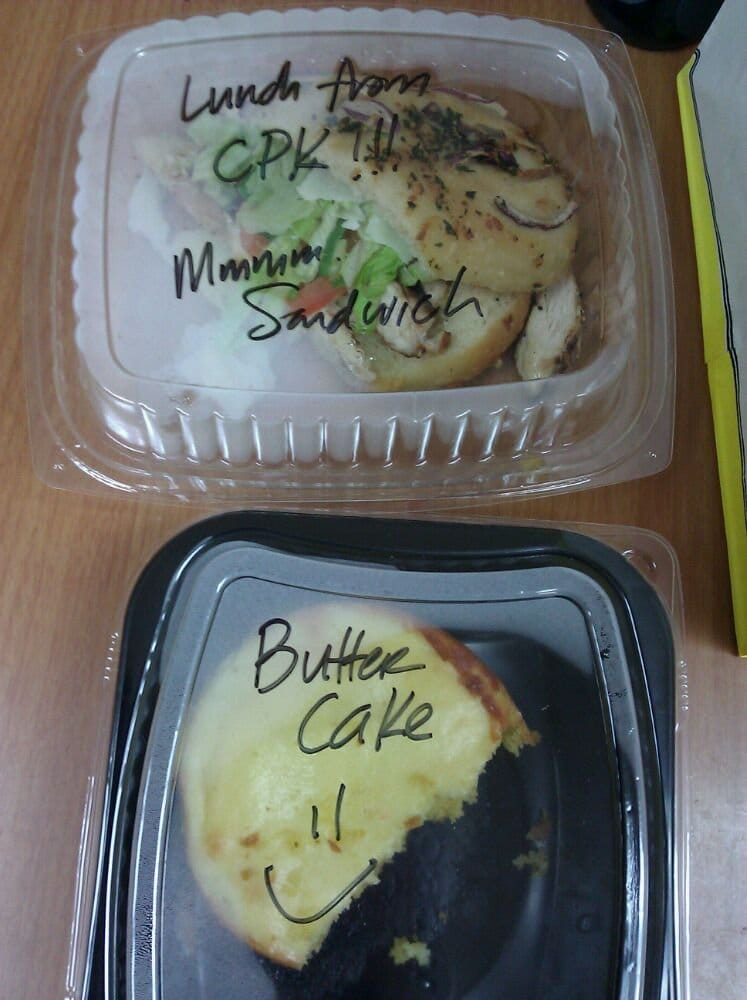 Lunch from
CPK !!!
Mmmm
Sandwich
Butter
Cake